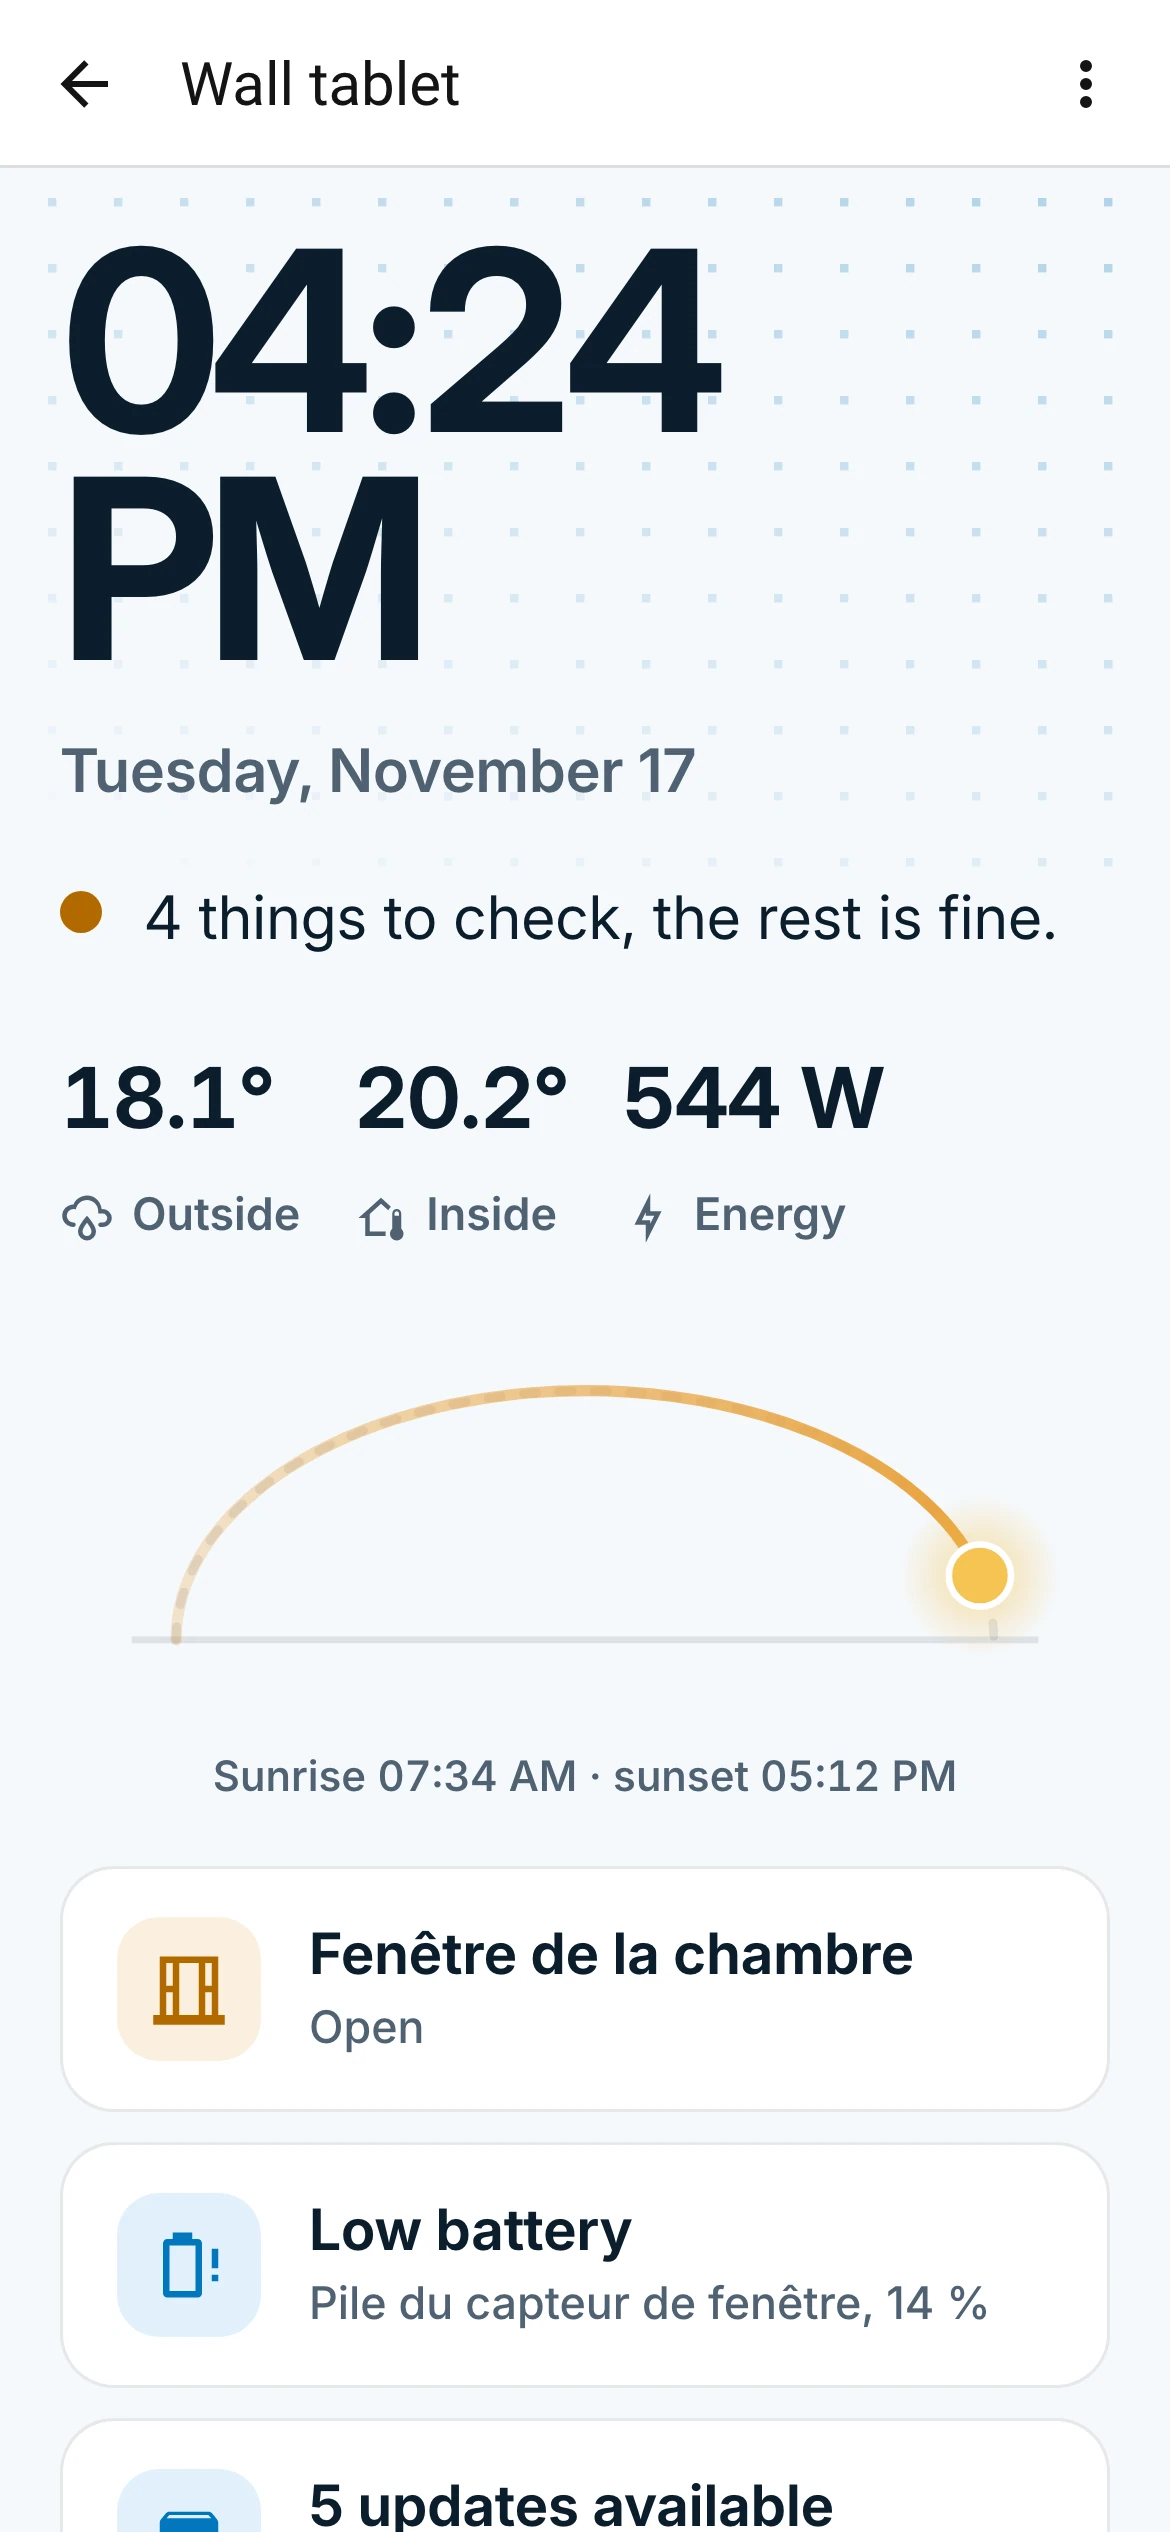 Wall tablet
04:24
PM
Tuesday, November 17
4 things to check, the rest is fine.
18.1° 20.2° 544 W
Outside Inside Energy
Sunrise 07:34 AM · sunset 05:12 PM
Fenêtre de la chambre
Open
Low battery
Pile du capteur de fenêtre, 14 %
5 updates available